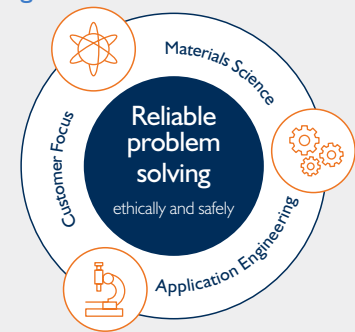 Materials Science
Reliable
problem
solving
ethically and safely
Customer Focus
Application Engineering